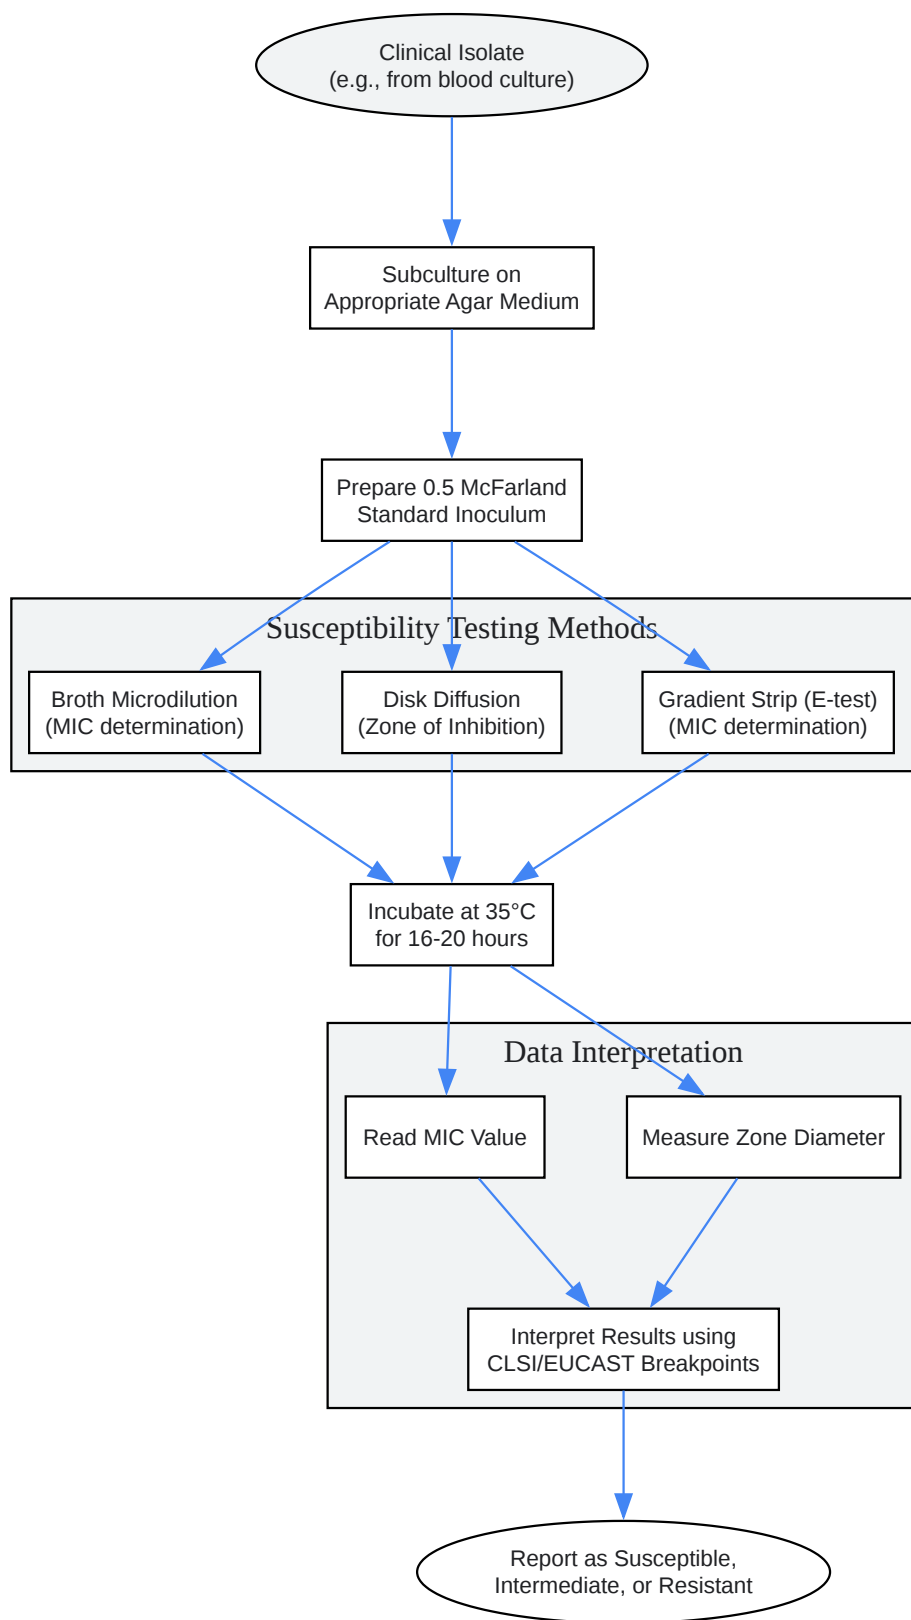 Clinical Isolate
(e.g., from blood culture)
Subculture on
Appropriate Agar Medium
Prepare 0.5 McFarland
Standard Inoculum
Susceptibility Testing Methods
Broth Microdilution
(MIC determination)
Disk Diffusion
(Zone of Inhibition)
Gradient Strip (E-test)
(MIC determination)
Incubate at 35°C
for 16-20 hours
Data Interpretation
Read MIC Value
Measure Zone Diameter
Interpret Results using
CLSI/EUCAST Breakpoints
Report as Susceptible,
Intermediate, or Resistant